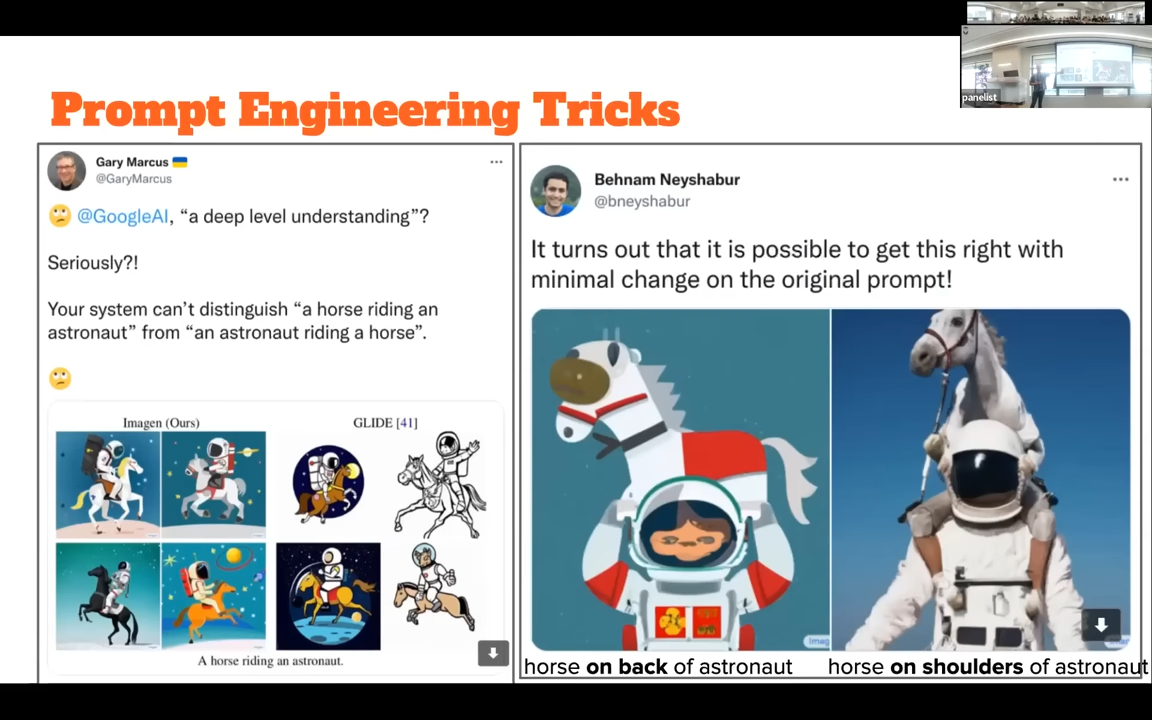 panelist
Prompt Engineering Tricks
Gary Marcus
@GaryMarcus
@GoogleAI, “a deep level understanding”?
Seriously?!
Your system can’t distinguish “a horse riding an
astronaut” from “an astronaut riding a horse”.
Imagen (Ours)
GLIDE [41]
A horse riding an astronaut.
Behnam Neyshabur
@bneyshabur
It turns out that it is possible to get this right with
minimal change on the original prompt!
horse on back of astronaut
horse on shoulders of astronaut